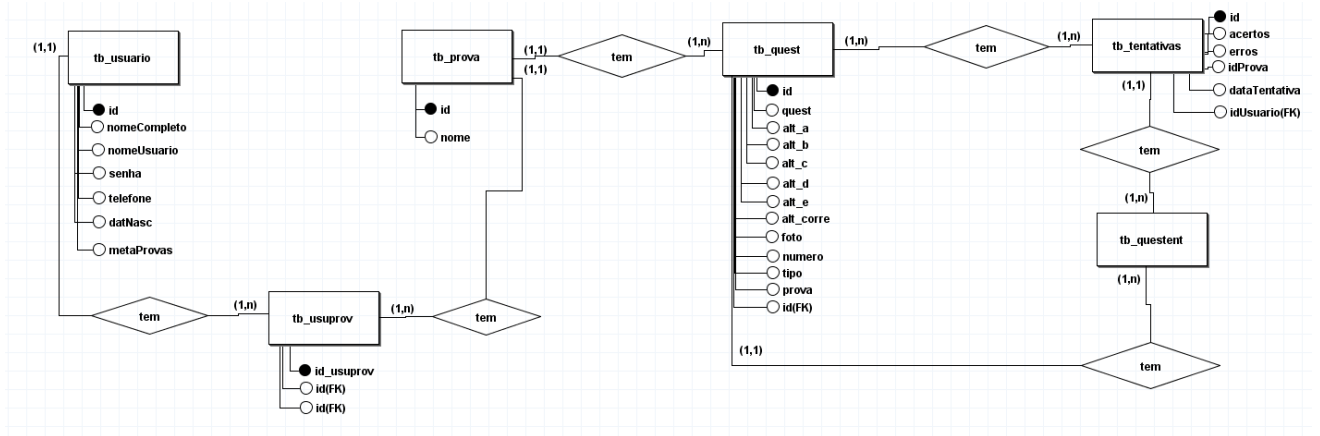 (1,1)
tb_usuario
id
nomeCompleto
nomeUsuario
senha
telefone
datNasc
metaProvas
tem
(1,n)
tb_usuprov
id_usuprov
id(FK)
id(FK)
(1,n)
tem
tb_prova
(1,1)
(1,1)
id
nome
tem
(1,n)
tb_quest
(1,n)
id
quest
alt_a
alt_b
alt_c
alt_d
alt_e
alt_corre
foto
numero
tipo
prova
id(FK)
(1,1)
tem
(1,n)
tb_tentativas
id
acertos
erros
idProva
dataTentativa
idUsuario(FK)
(1,1)
tem
(1,n)
tb_questent
(1,n)
tem